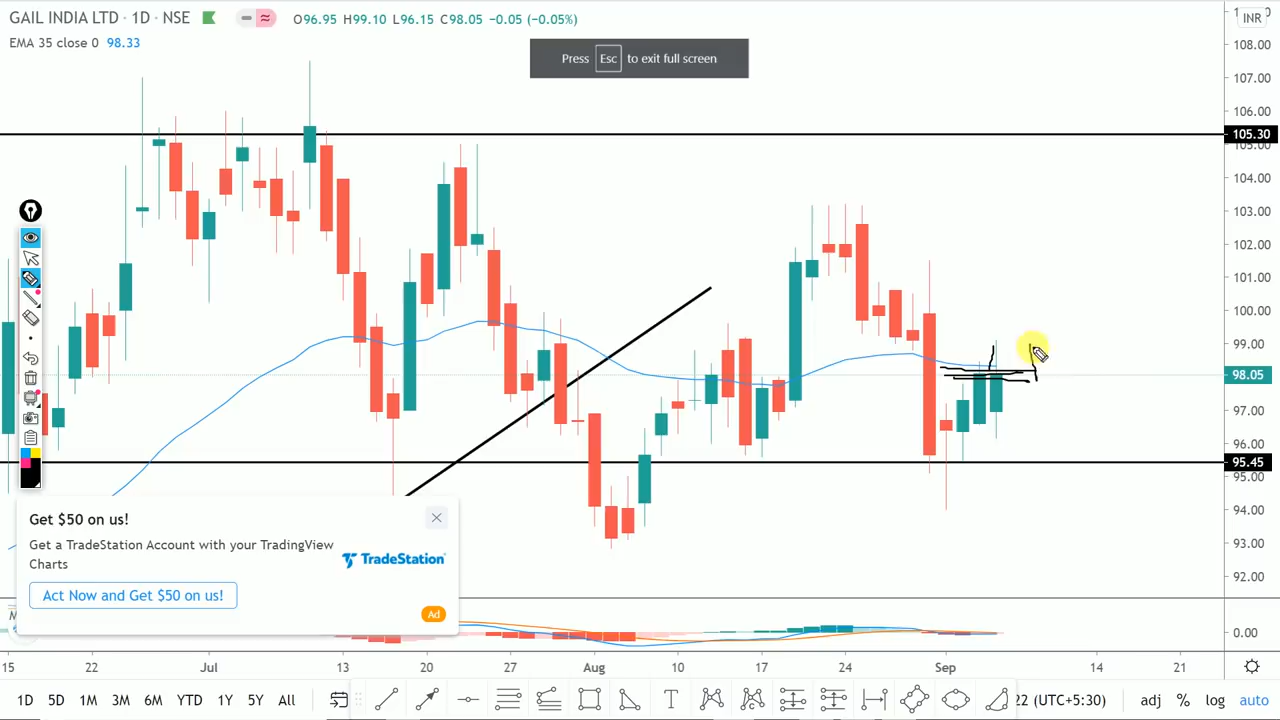 GAIL INDIA LTD · 1D · NSE O96.95 H99.10 L96.15 C98.05 −0.05 (−0.05%)
EMA 35 close 0 98.33
Press Esc to exit full screen
INR
108.00
107.00
106.00
105.30
105.00
104.00
103.00
102.00
101.00
100.00
99.00
98.05
97.00
96.00
95.45
95.00
94.00
93.00
92.00
0.00
Get $50 on us!
Get a TradeStation Account with your TradingView
Charts
TradeStation
Act Now and Get $50 on us!
Ad
15 22 Jul 13 20 27 Aug 10 17 24 Sep 14 21
1D 5D 1M 3M 6M YTD 1Y 5Y All
22 (UTC+5:30) adj % log auto